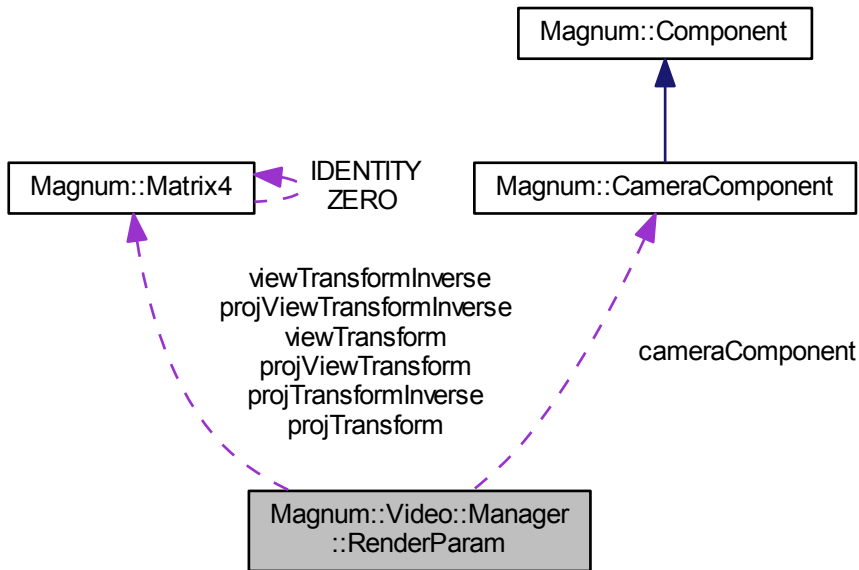 Magnum::Component
Magnum::Matrix4
IDENTITY
ZERO
Magnum::CameraComponent
viewTransformInverse
projViewTransformInverse
viewTransform
projViewTransform
projTransformInverse
projTransform
cameraComponent
Magnum::Video::Manager
::RenderParam